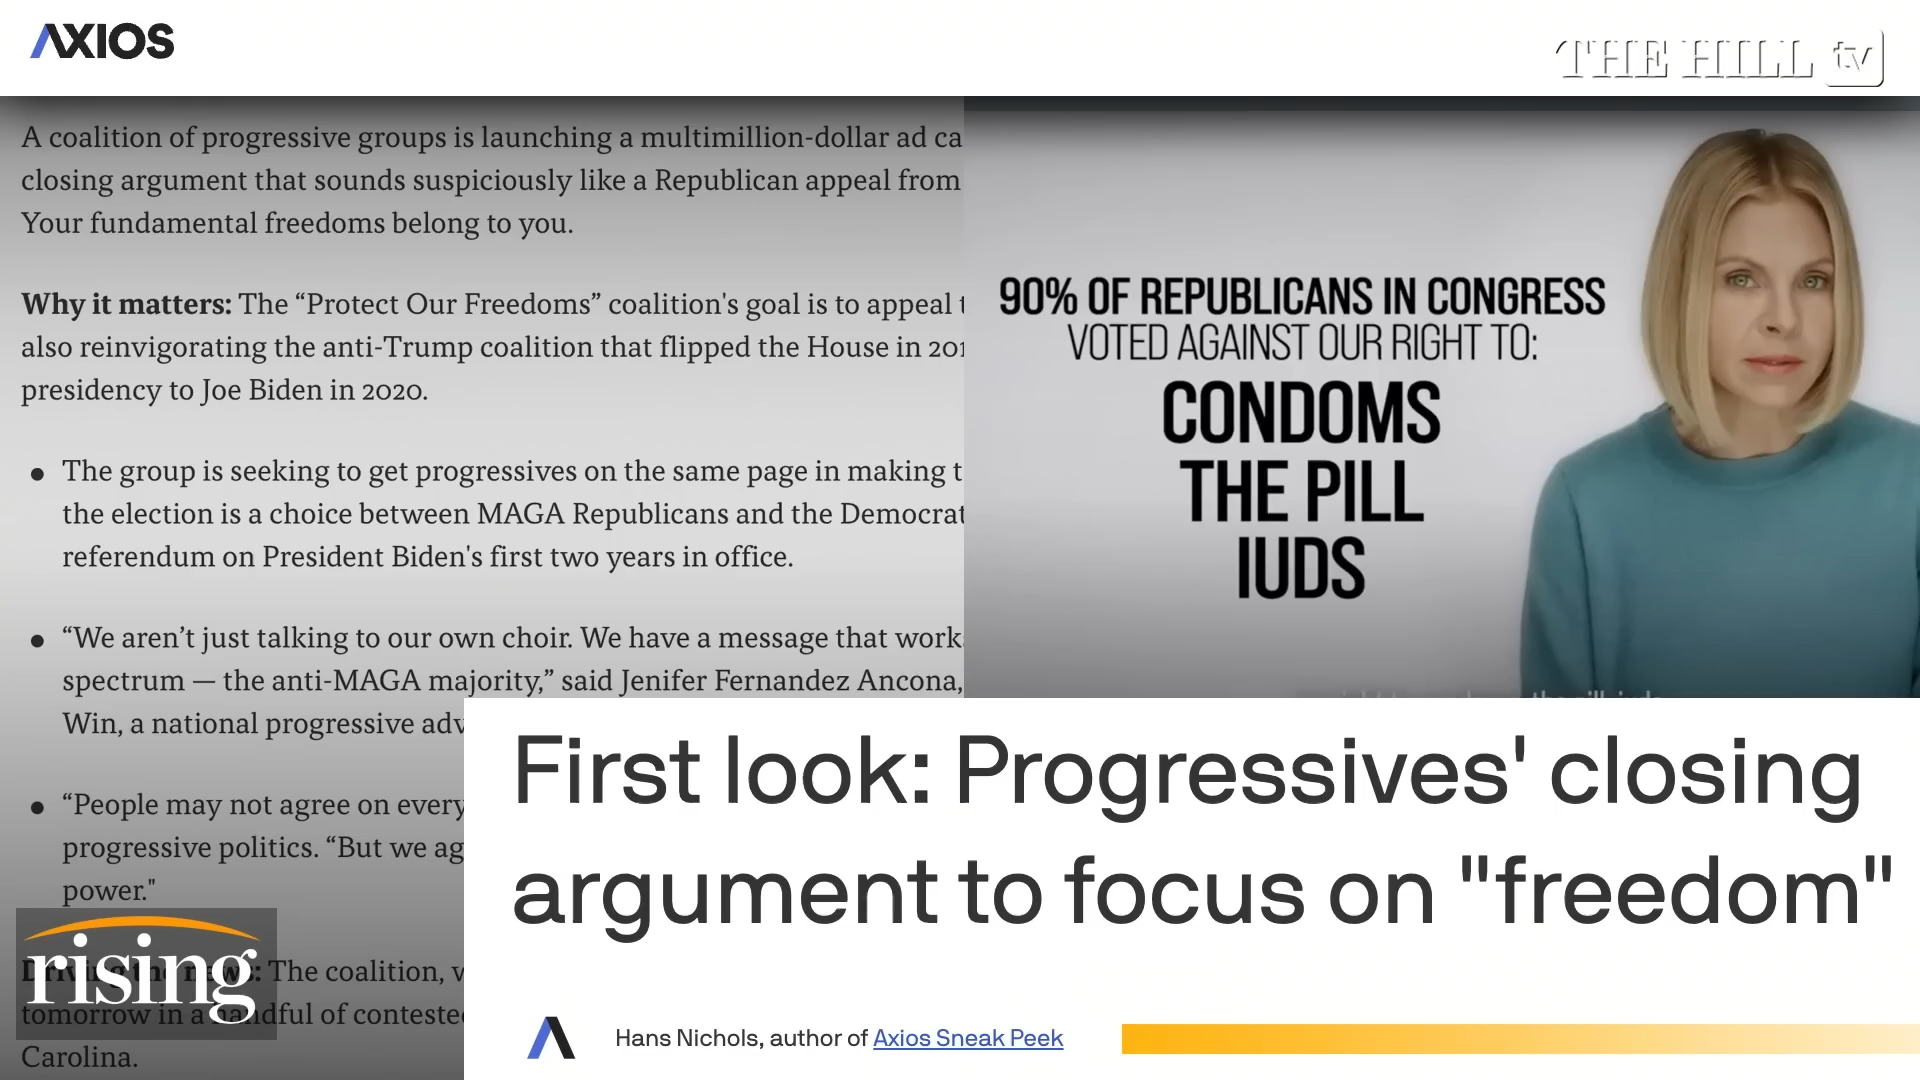 AXIOS
THE HILL tv
A coalition of progressive groups is launching a multimillion-dollar ad ca
closing argument that sounds suspiciously like a Republican appeal from
Your fundamental freedoms belong to you.
Why it matters: The “Protect Our Freedoms” coalition's goal is to appeal
also reinvigorating the anti-Trump coalition that flipped the House in 201
presidency to Joe Biden in 2020.
● The group is seeking to get progressives on the same page in making t
the election is a choice between MAGA Republicans and the Democrat
referendum on President Biden's first two years in office.
● “We aren’t just talking to our own choir. We have a message that work
spectrum — the anti-MAGA majority,” said Jenifer Fernandez Ancona,
Win, a national progressive adv
● “People may not agree on every
progressive politics. “But we ag
power."
Driving the news: The coalition, w
tomorrow in a handful of conteste
Carolina.
rising
90% OF REPUBLICANS IN CONGRESS
VOTED AGAINST OUR RIGHT TO:
CONDOMS
THE PILL
IUDS
First look: Progressives' closing
argument to focus on "freedom"
Hans Nichols, author of Axios Sneak Peek